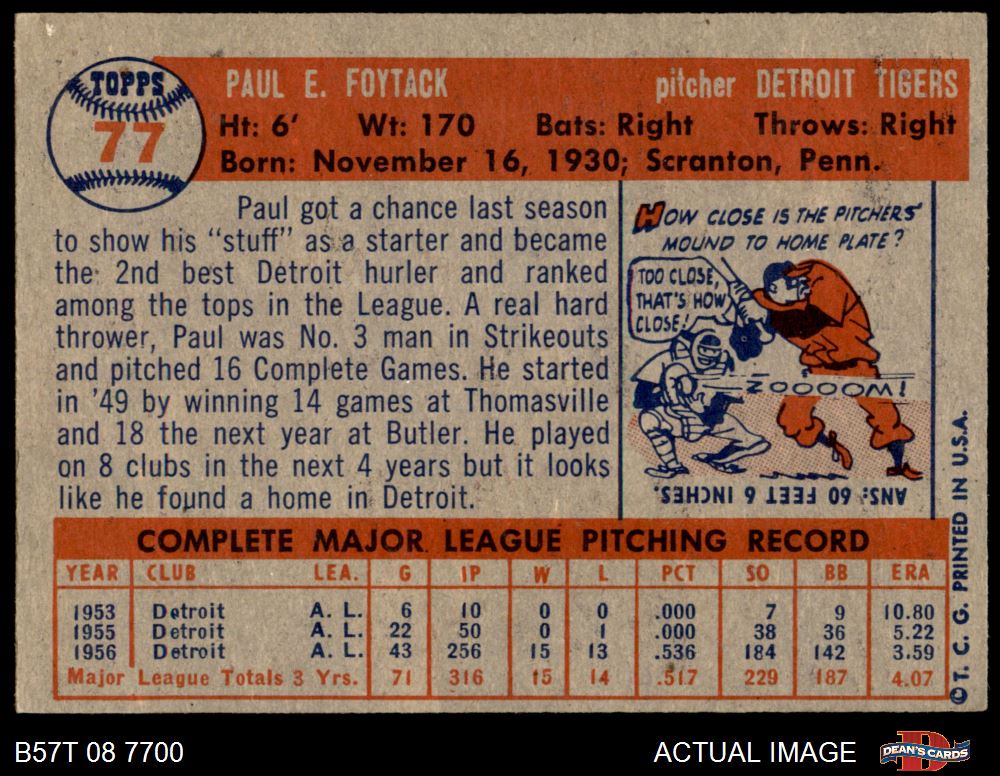 TOPPS
77
PAUL E. FOYTACK pitcher DETROIT TIGERS
Ht: 6' Wt: 170 Bats: Right Throws: Right
Born: November 16, 1930; Scranton, Penn.
Paul got a chance last season
to show his "stuff" as a starter and became
the 2nd best Detroit hurler and ranked
among the tops in the League. A real hard
thrower, Paul was No. 3 man in Strikeouts
and pitched 16 Complete Games. He started
in '49 by winning 14 games at Thomasville
and 18 the next year at Butler. He played
on 8 clubs in the next 4 years but it looks
like he found a home in Detroit.
HOW CLOSE IS THE PITCHERS'
MOUND TO HOME PLATE?
TOO CLOSE,
THAT'S HOW
CLOSE!
ZOOOOOM!
ANS: 60 FEET 6 INCHES.
COMPLETE MAJOR LEAGUE PITCHING RECORD
YEAR CLUB LEA. G IP W L PCT SO BB ERA
1953 Detroit A. L. 6 10 0 0 .000 7 9 10.80
1955 Detroit A. L. 22 50 0 1 .000 38 36 5.22
1956 Detroit A. L. 43 256 15 13 .536 184 142 3.59
Major League Totals 3 Yrs. 71 316 15 14 .517 229 187 4.07
© T. C. G. PRINTED IN U.S.A.
B57T 08 7700 ACTUAL IMAGE
DEAN'S CARDS